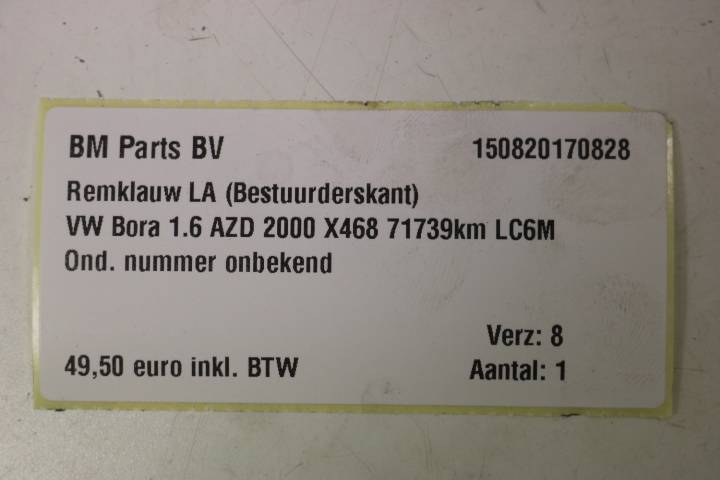 BM Parts BV 150820170828
Remklauw LA (Bestuurderskant)
VW Bora 1.6 AZD 2000 X468 71739km LC6M
Ond. nummer onbekend
Verz: 8
49,50 euro inkl. BTW Aantal: 1